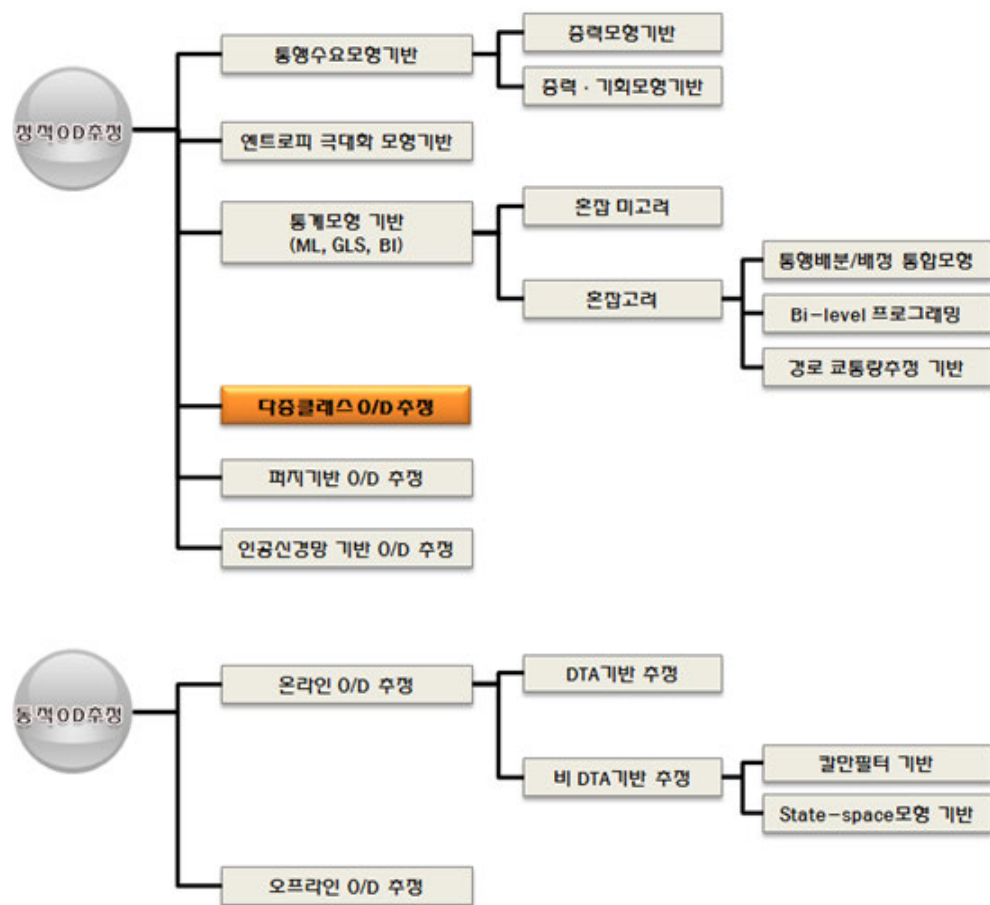 정적OD추정
통행수요모형기반
중력모형기반
중력·기회모형기반
엔트로피 극대화 모형기반
통계모형 기반
(ML, GLS, BI)
혼잡 미고려
혼잡고려
통행배분/배정 통합모형
Bi-level 프로그래밍
경로 교통량추정 기반
다중클래스 O/D 추정
퍼지기반 O/D 추정
인공신경망 기반 O/D 추정
동적OD추정
온라인 O/D 추정
DTA기반 추정
비 DTA기반 추정
칼만필터 기반
State-space모형 기반
오프라인 O/D 추정